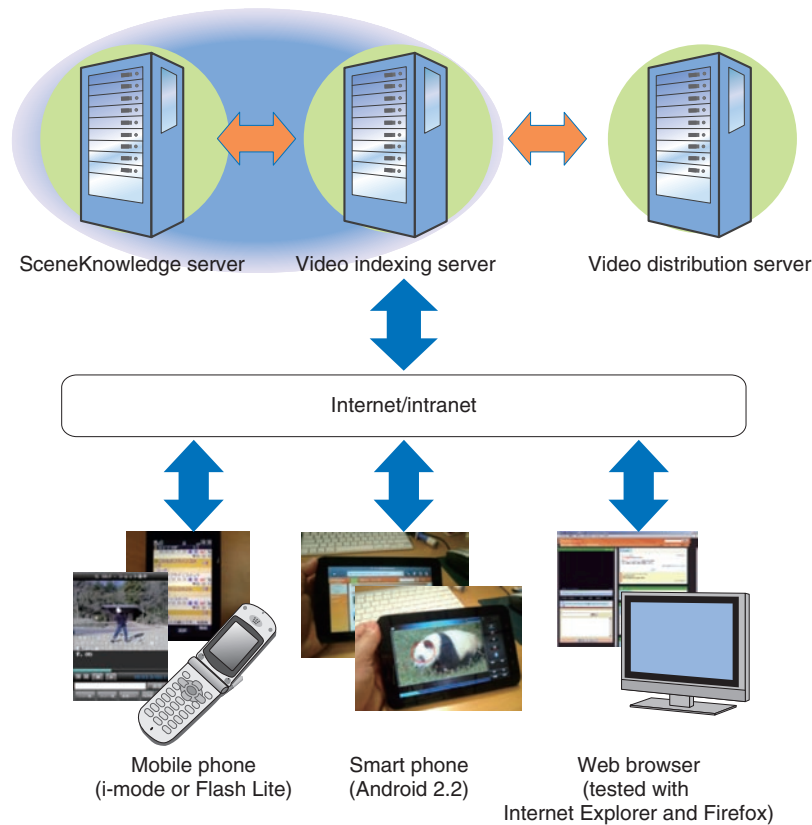 SceneKnowledge server
Video indexing server
Video distribution server
Internet/intranet
Mobile phone
(i-mode or Flash Lite)
Smart phone
(Android 2.2)
Web browser
(tested with
Internet Explorer and Firefox)